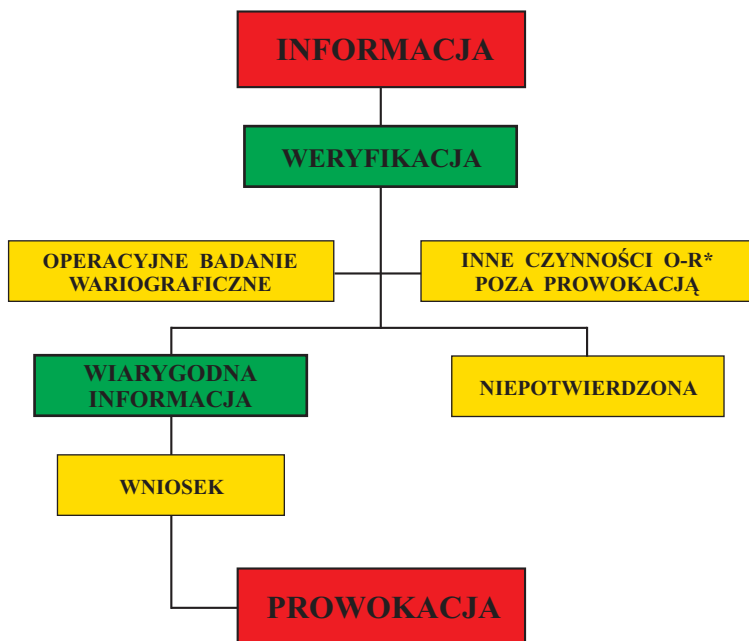 INFORMACJA
WERYFIKACJA
OPERACYJNE BADANIE
WARIOGRAFICZNE
INNE CZYNNOŚCI O-R*
POZA PROWOKACJĄ
WIARYGODNA
INFORMACJA
NIEPOTWIERDZONA
WNIOSEK
PROWOKACJA